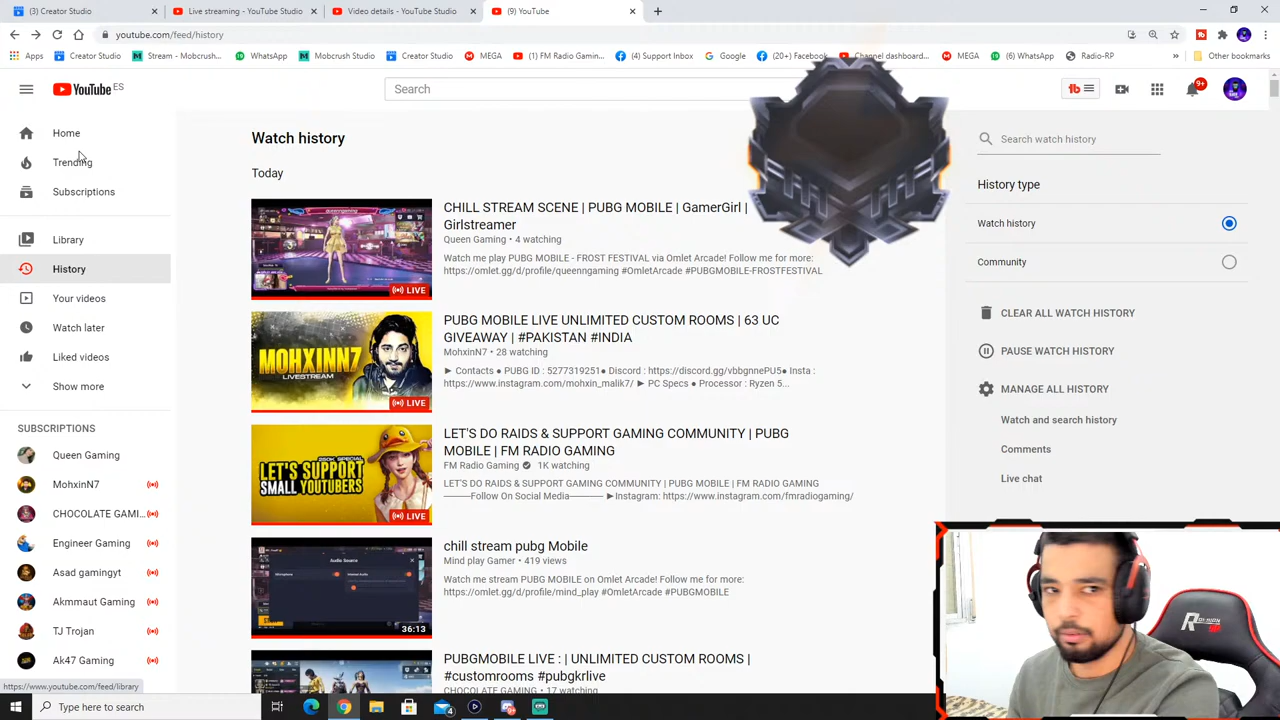 (3) Creator Studio
Live streaming - YouTube Studio
Video details - YouTube Studio
(9) YouTube
youtube.com/feed/history
Apps
Creator Studio
Stream - Mobcrush...
WhatsApp
Mobcrush Studio
Creator Studio
MEGA
(1) FM Radio Gamin...
(4) Support Inbox
Google
(20+) Faceboo...
Channel dashboard...
MEGA
(6) WhatsApp
Radio-RP
»
Other bookmarks
YouTube ES
Search
9+
Home
Trending
Subscriptions
Library
History
Your videos
Watch later
Liked videos
Show more
SUBSCRIPTIONS
Queen Gaming
MohxinN7
CHOCOLATE GAMI...
Engineer Gaming
Asad gamingyt
Akmmaut Gaming
TJ Trojan
Ak47 Gaming
https://www.youtube.com/feed/library
Watch history
Today
CHILL STREAM SCENE | PUBG MOBILE | GamerGirl |
Girlstreamer
Queen Gaming • 4 watching
Watch me play PUBG MOBILE - FROST FESTIVAL via Omlet Arcade! Follow me for more:
https://omlet.gg/d/profile/queenngaming #OmletArcade #PUBGMOBILE-FROSTFESTIVAL
LIVE
PUBG MOBILE LIVE UNLIMITED CUSTOM ROOMS | 63 UC
GIVEAWAY | #PAKISTAN #INDIA
MohxinN7 • 28 watching
► Contacts ● PUBG ID : 5277319251● Discord : https://discord.gg/vbbgnnePU5● Insta :
https://www.instagram.com/mohxin_malik7/ ► PC Specs ● Processor : Ryzen 5...
MOHXINN7
LIVESTREAM
LIVE
LET'S DO RAIDS & SUPPORT GAMING COMMUNITY | PUBG
MOBILE | FM RADIO GAMING
FM Radio Gaming 1K watching
LET'S DO RAIDS & SUPPORT GAMING COMMUNITY | PUBG MOBILE | FM RADIO GAMING
———Follow On Social Media——— ►Instagram: https://www.instagram.com/fmradiogaming/
250K SPECIAL
LET'S SUPPORT
SMALL YOUTUBERS
LIVE
chill stream pubg Mobile
Mind play Gamer • 419 views
Watch me stream PUBG MOBILE on Omlet Arcade! Follow me for more:
https://omlet.gg/d/profile/mind_play #OmletArcade #PUBGMOBILE
Audio Source
36:13
PUBGMOBILE LIVE : | UNLIMITED CUSTOM ROOMS |
#customrooms #pubgkrlive
Search watch history
History type
Watch history
Community
CLEAR ALL WATCH HISTORY
PAUSE WATCH HISTORY
MANAGE ALL HISTORY
Watch and search history
Comments
Live chat
Type here to search
4